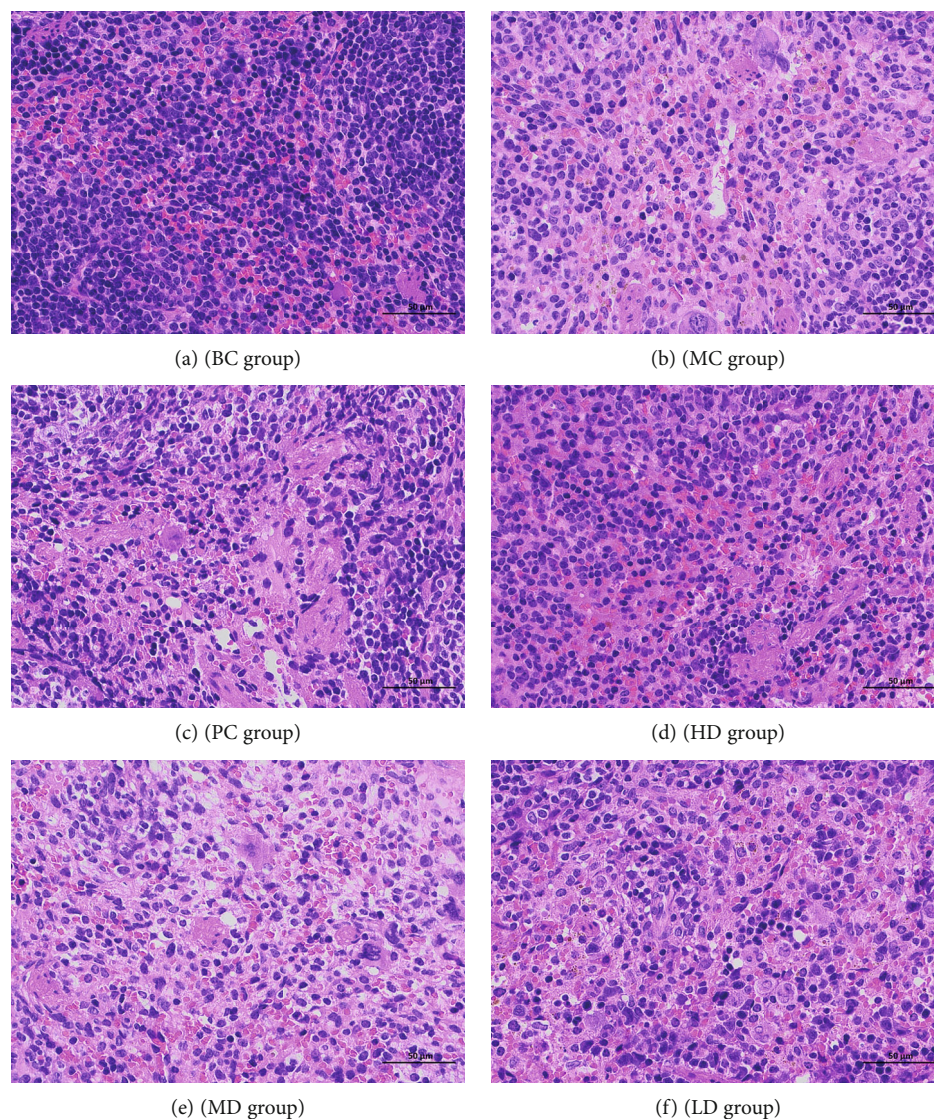 50 μm
50 μm
(a) (BC group)
(b) (MC group)
50 μm
50 μm
(c) (PC group)
(d) (HD group)
50 μm
50 μm
(e) (MD group)
(f) (LD group)